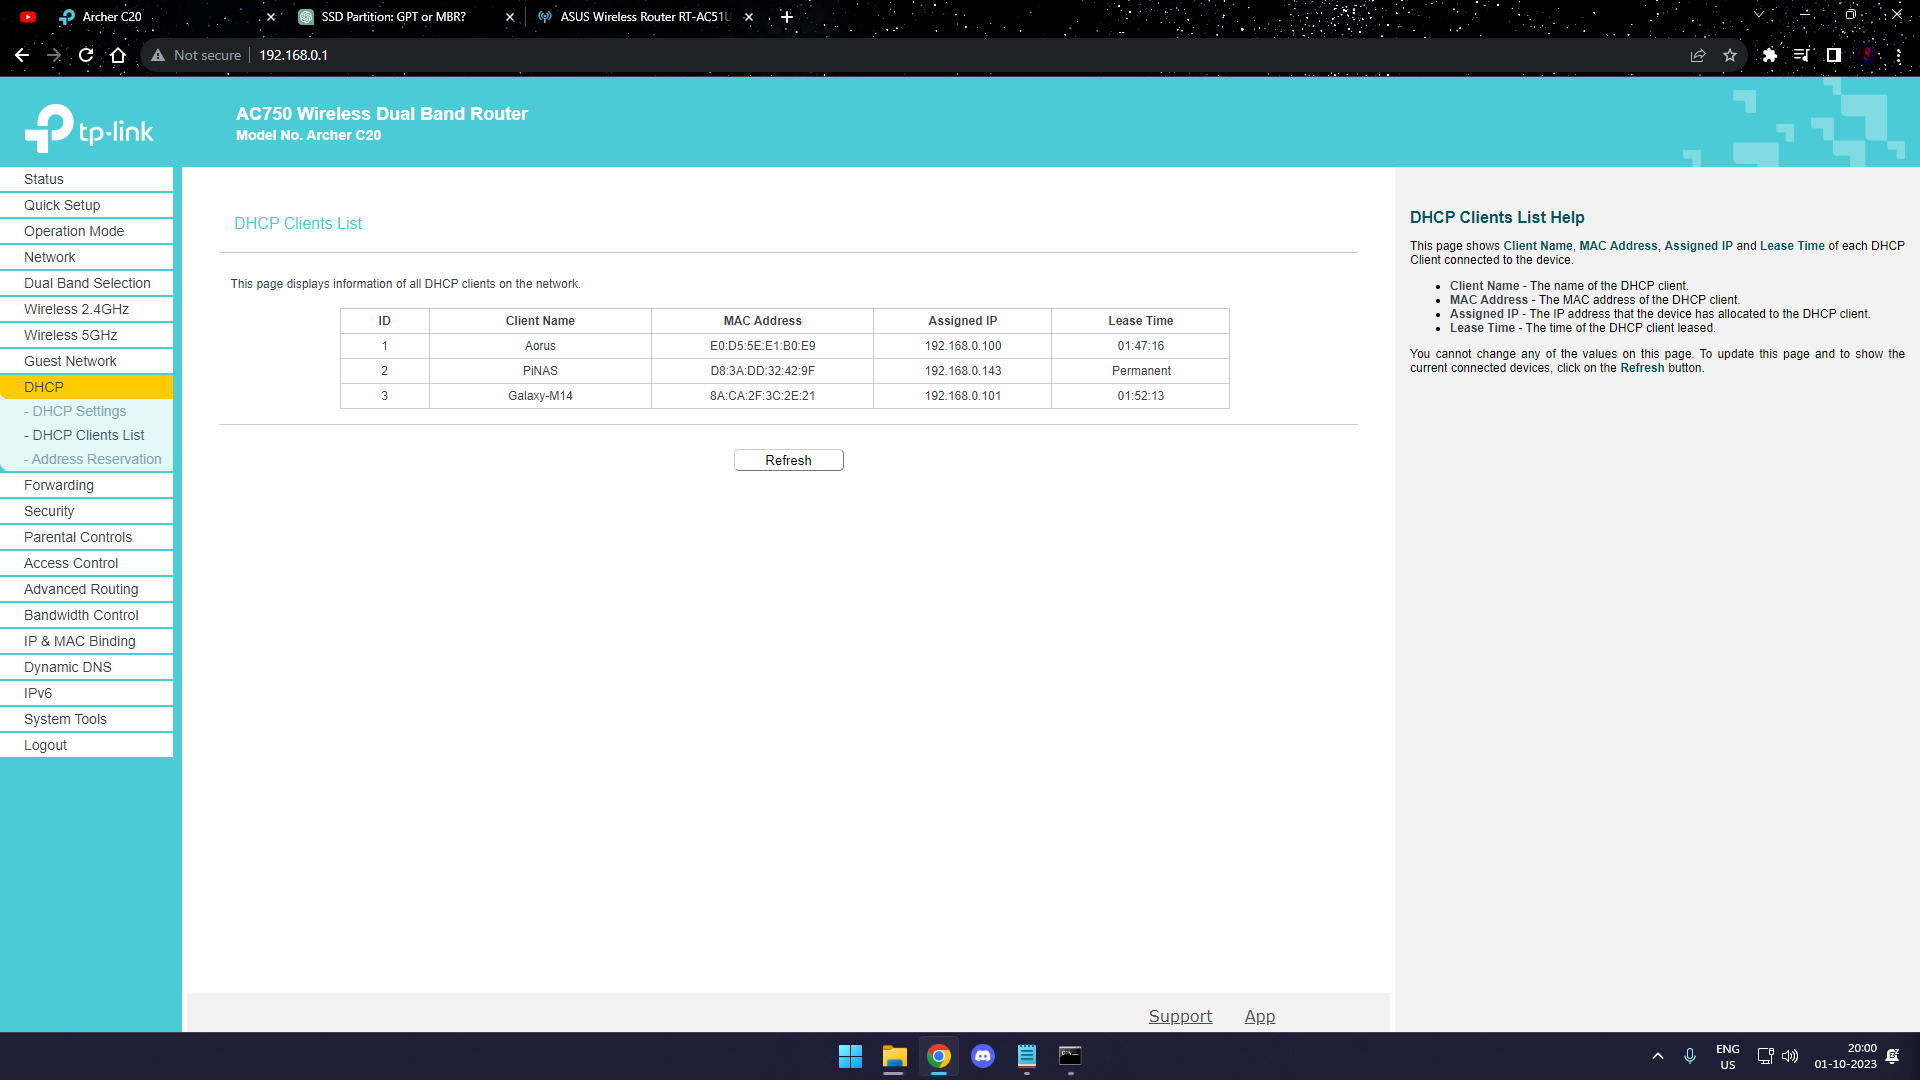 Archer C20
SSD Partition: GPT or MBR?
ASUS Wireless Router RT-AC51U
Not secure
192.168.0.1
tp-link
AC750 Wireless Dual Band Router
Model No. Archer C20
Status
Quick Setup
Operation Mode
Network
Dual Band Selection
Wireless 2.4GHz
Wireless 5GHz
Guest Network
DHCP
- DHCP Settings
- DHCP Clients List
- Address Reservation
Forwarding
Security
Parental Controls
Access Control
Advanced Routing
Bandwidth Control
IP & MAC Binding
Dynamic DNS
IPv6
System Tools
Logout
DHCP Clients List
This page displays information of all DHCP clients on the network.
ID Client Name MAC Address Assigned IP Lease Time
1 Aorus E0:D5:5E:E1:B0:E9 192.168.0.100 01:47:16
2 PiNAS D8:3A:DD:32:42:9F 192.168.0.143 Permanent
3 Galaxy-M14 8A:CA:2F:3C:2E:21 192.168.0.101 01:52:13
Refresh
DHCP Clients List Help
This page shows Client Name, MAC Address, Assigned IP and Lease Time of each DHCP
Client connected to the device.
• Client Name - The name of the DHCP client.
• MAC Address - The MAC address of the DHCP client.
• Assigned IP - The IP address that the device has allocated to the DHCP client.
• Lease Time - The time of the DHCP client leased.
You cannot change any of the values on this page. To update this page and to show the
current connected devices, click on the Refresh button.
Support App
ENG
US
20:00
01-10-2023